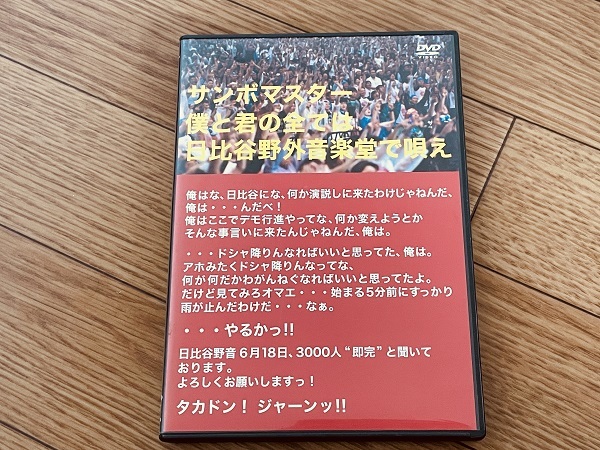 DVD
VIDEO
サンボマスター
僕と君の全ては
日比谷野外音楽堂で唄え
俺はな、日比谷にな、何か演説しに来たわけじゃねんだ、
俺は・・・んだべ！
俺はここでデモ行進やってな、何か変えようとか
そんな事言いに来たんじゃねんだ、俺は。
・・・ドシャ降りんなればいいと思ってた、俺は。
アホみたくドシャ降りんなってな、
何が何だかわがんねぐなればいいと思ってたよ。
だけど見てみろオマエ・・・始まる5分前にすっかり
雨が止んだわけだ・・・なぁ。
・・・やるかっ!!
日比谷野音 6月18日、3000人 “即完” と聞いて
おります。
よろしくお願いしますっ！
タカドン！ ジャーンッ!!